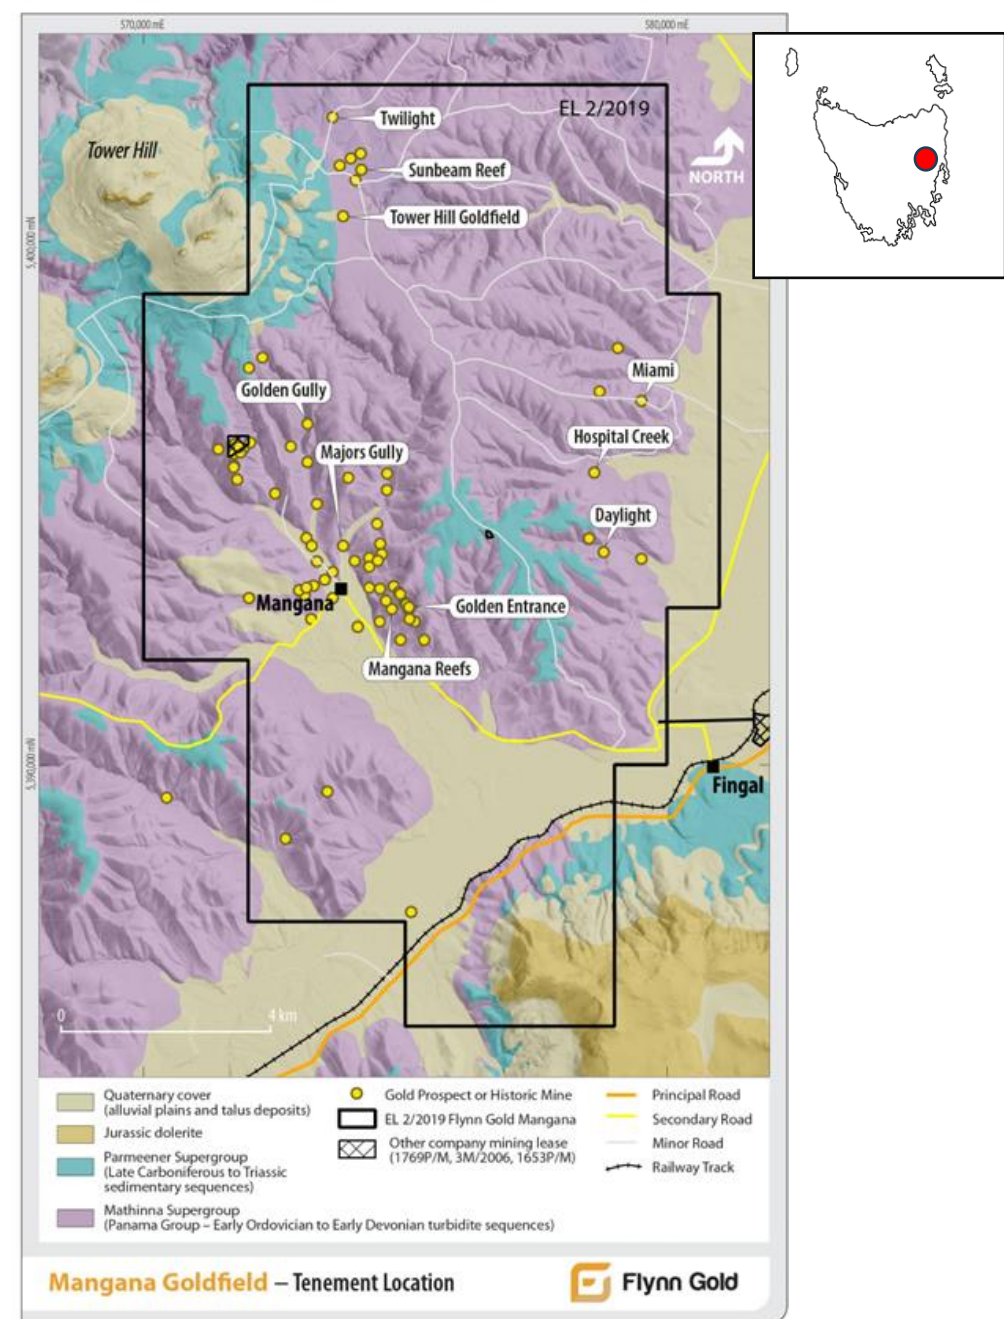 570,000 mE
580,000 mE
EL 2/2019
Twilight
Tower Hill
Sunbeam Reef
NORTH
Tower Hill Goldfield
5,400,000 mN
Miami
Golden Gully
Hospital Creek
Majors Gully
Daylight
Mangana
Golden Entrance
Mangana Reefs
5,390,000 mN
Fingal
0
4 km
Quaternary cover
(alluvial plains and talus deposits)
Jurassic dolerite
Parmeener Supergroup
(Late Carboniferous to Triassic
sedimentary sequences)
Mathinna Supergroup
(Panama Group – Early Ordovician to Early Devonian turbidite sequences)
Gold Prospect or Historic Mine
EL 2/2019 Flynn Gold Mangana
Other company mining lease
(1769P/M, 3M/2006, 1653P/M)
Principal Road
Secondary Road
Minor Road
Railway Track
Mangana Goldfield – Tenement Location
Flynn Gold